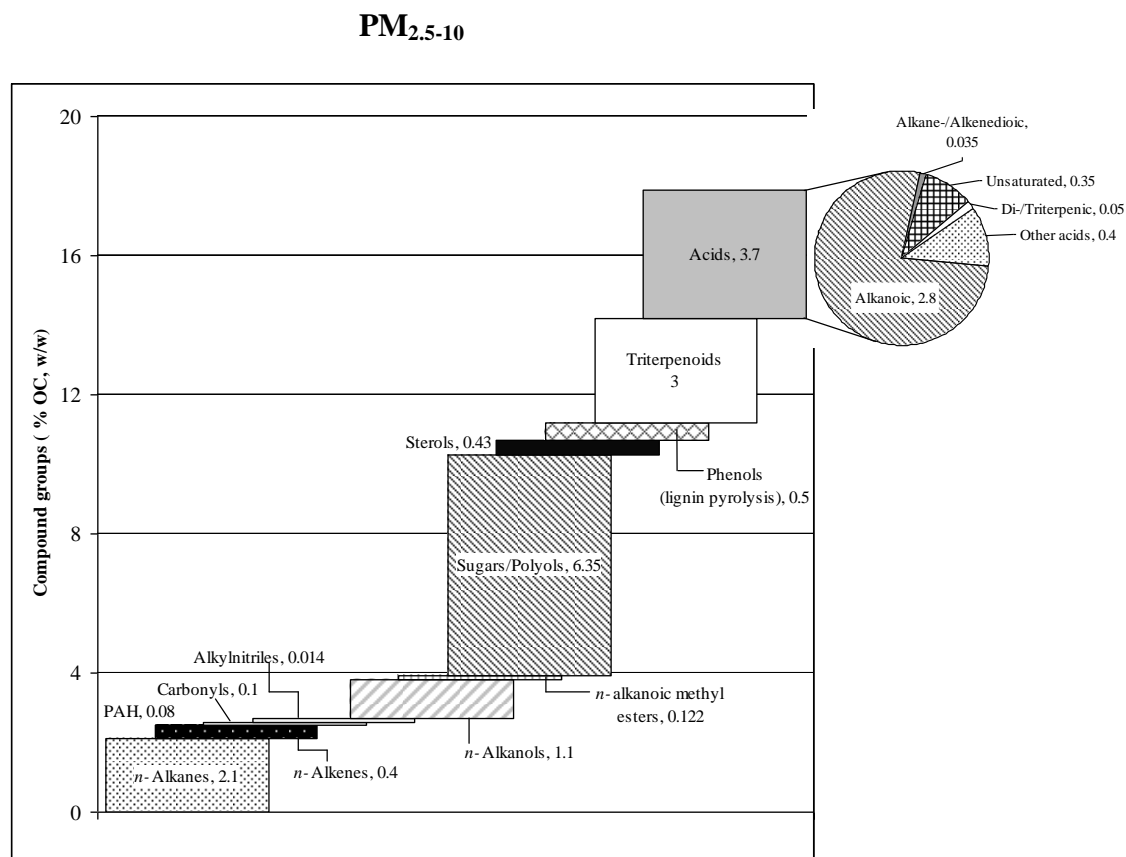 PM2.5-10
20
16
12
8
4
0
Compound groups ( % OC, w/w)
Alkane-/Alkenedioic,
0.035
Unsaturated, 0.35
Di-/Triterpenic, 0.05
Other acids, 0.4
Alkanoic, 2.8
Acids, 3.7
Triterpenoids
3
Sterols, 0.43
Phenols
(lignin pyrolysis), 0.5
Sugars/Polyols, 6.35
Alkylnitriles, 0.014
Carbonyls, 0.1
PAH, 0.08
n-alkanoic methyl
esters, 0.122
n- Alkanols, 1.1
n- Alkenes, 0.4
n- Alkanes, 2.1